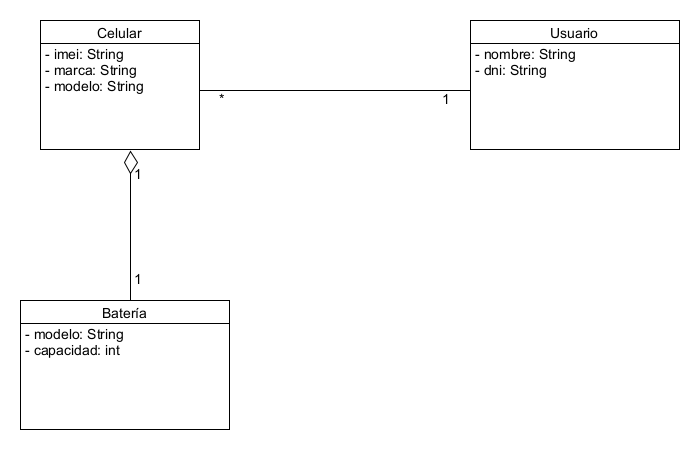 Celular
- imei: String
- marca: String
- modelo: String
Usuario
- nombre: String
- dni: String
*
1
1
1
Batería
- modelo: String
- capacidad: int